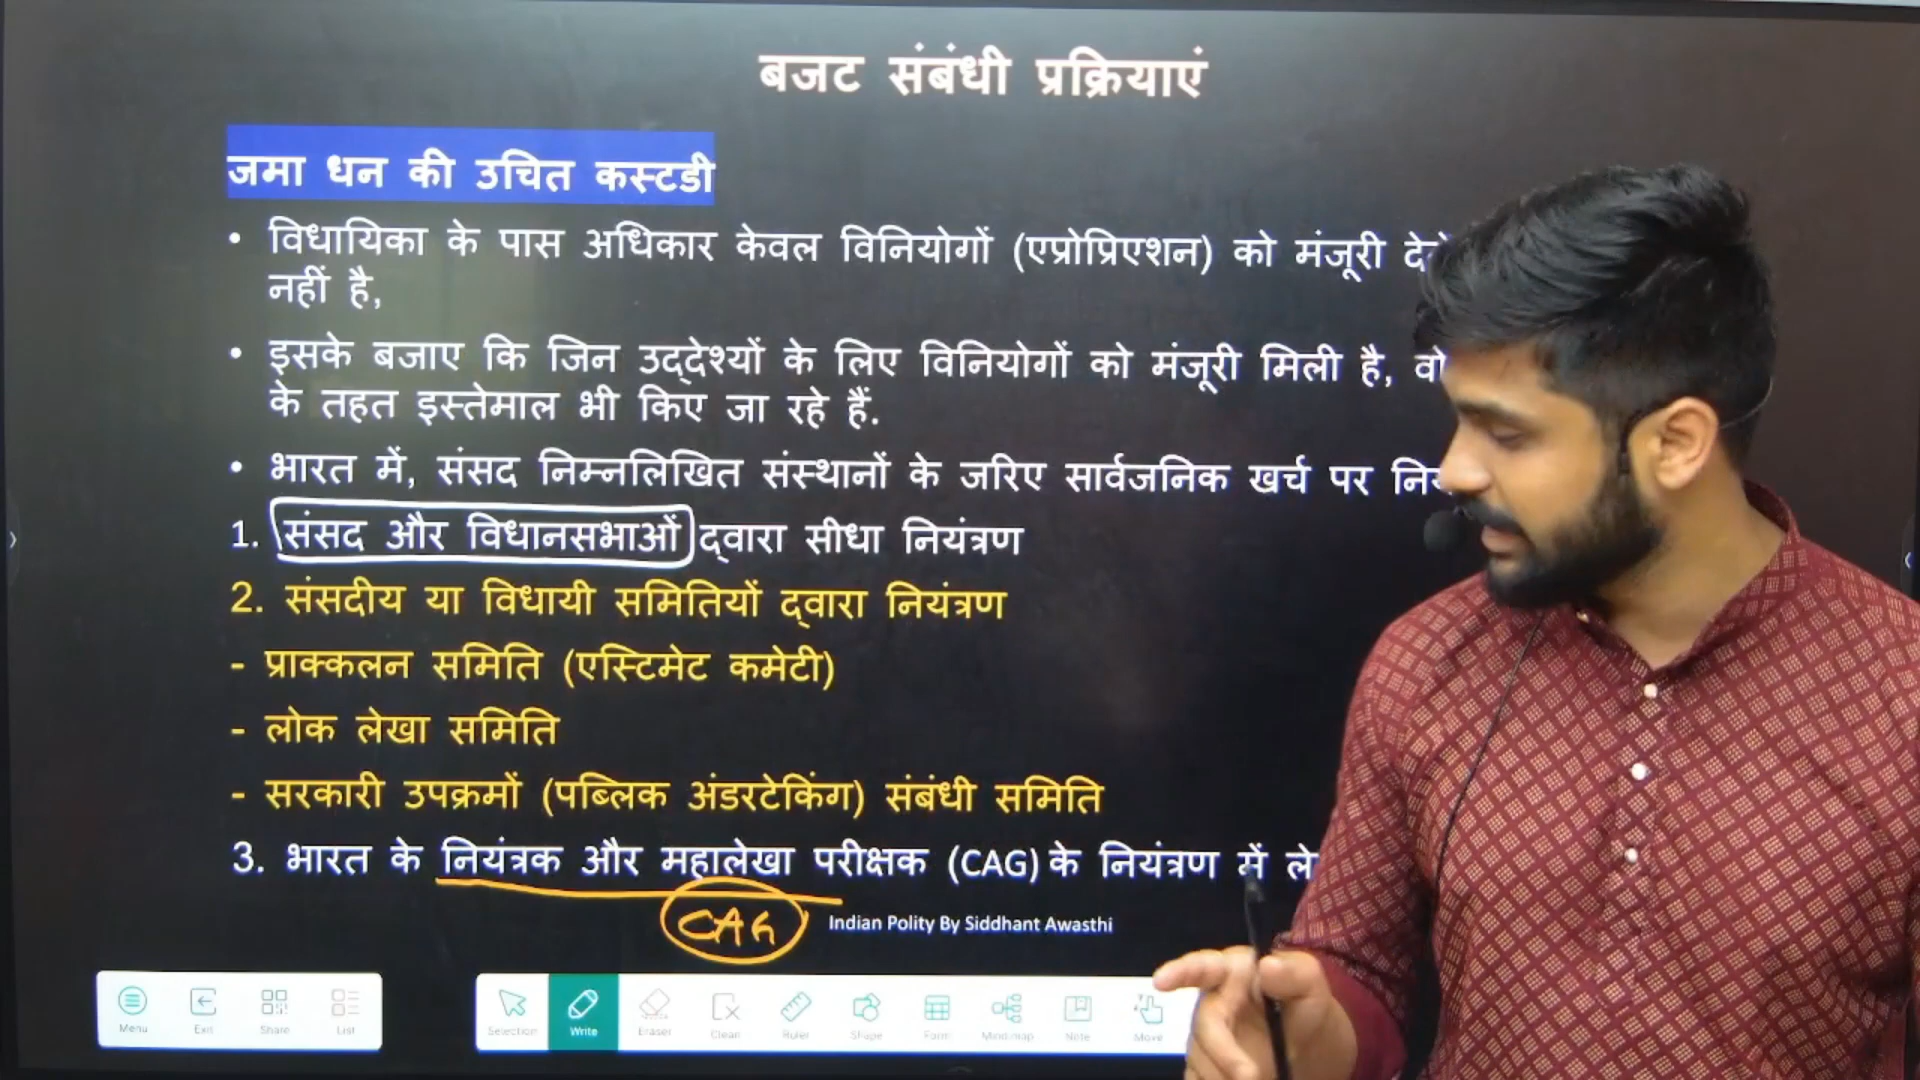 बजट संबंधी प्रक्रियाएं
जमा धन की उचित कस्टडी
• विधायिका के पास अधिकार केवल विनियोगों (एप्रोप्रिएशन) को मंजूरी
नहीं है,
• इसके बजाए कि जिन उद्देश्यों के लिए विनियोगों को मंजूरी मिली है, वो
के तहत इस्तेमाल भी किए जा रहे हैं.
• भारत में, संसद निम्नलिखित संस्थानों के जरिए सार्वजनिक खर्च पर
1. संसद और विधानसभाओं द्वारा सीधा नियंत्रण
2. संसदीय या विधायी समितियों द्वारा नियंत्रण
- प्राक्कलन समिति (एस्टिमेट कमेटी)
- लोक लेखा समिति
- सरकारी उपक्रमों (पब्लिक अंडरटेकिंग) संबंधी समिति
3. भारत के नियंत्रक और महालेखा परीक्षक (CAG) के नियंत्रण में
CAG
Indian Polity By Siddhant Awasthi
Menu Exit Share List Selection Write Eraser Clean Ruler Shape Form Mindmap Note Move